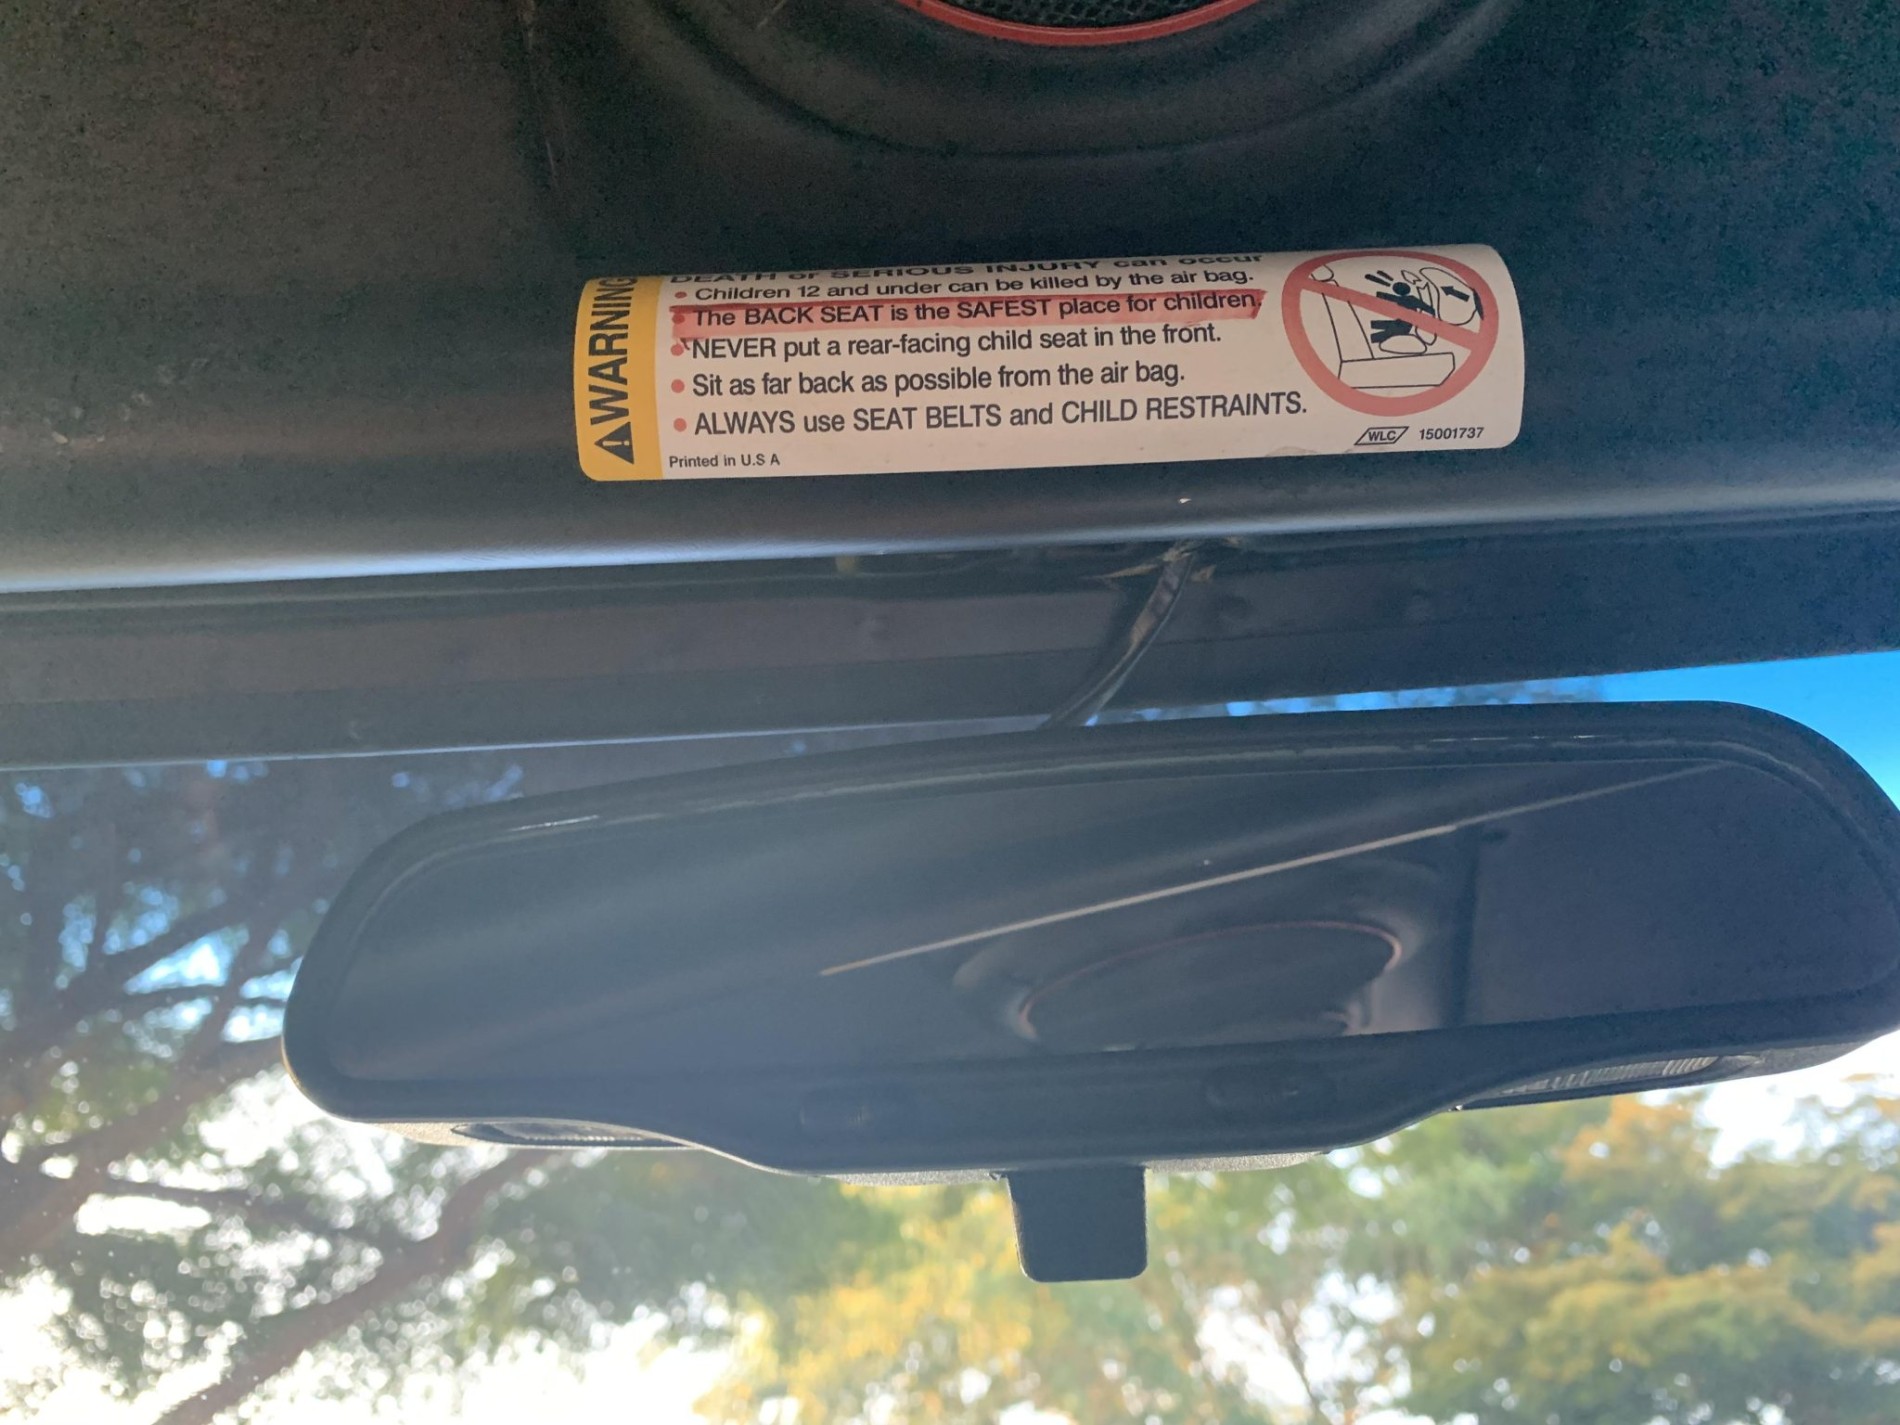 ⚠WARNING
DEATH or SERIOUS INJURY can occur
• Children 12 and under can be killed by the air bag.
• The BACK SEAT is the SAFEST place for children.
• NEVER put a rear-facing child seat in the front.
• Sit as far back as possible from the air bag.
• ALWAYS use SEAT BELTS and CHILD RESTRAINTS.
WLC 15001737
Printed in U.S A